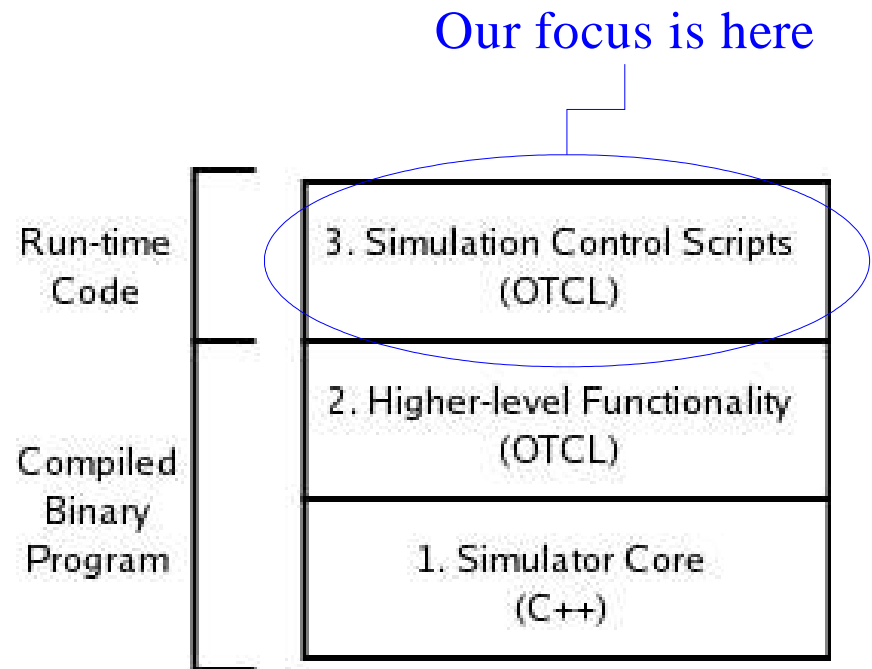 Our focus is here
Run-time
Code
3. Simulation Control Scripts
(OTCL)
2. Higher-level Functionality
(OTCL)
Compiled
Binary
Program
1. Simulator Core
(C++)